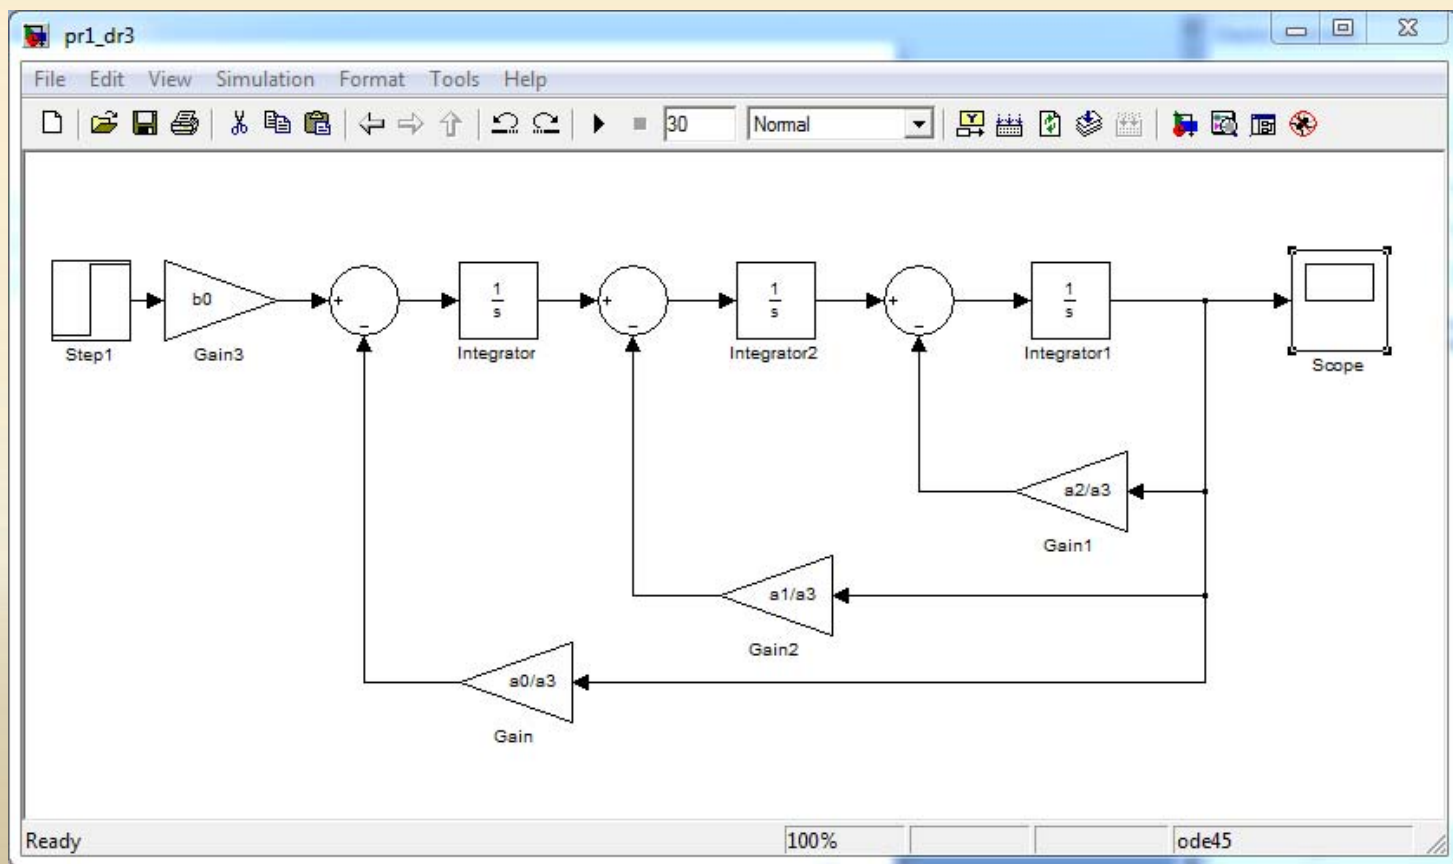 pr1_dr3
File Edit View Simulation Format Tools Help
30 Normal
b0
+
−
1
s
+
−
1
s
+
−
1
s
Step1 Gain3 Integrator Integrator2 Integrator1 Scope
a2/a3
Gain1
a1/a3
Gain2
a0/a3
Gain
Ready 100% ode45